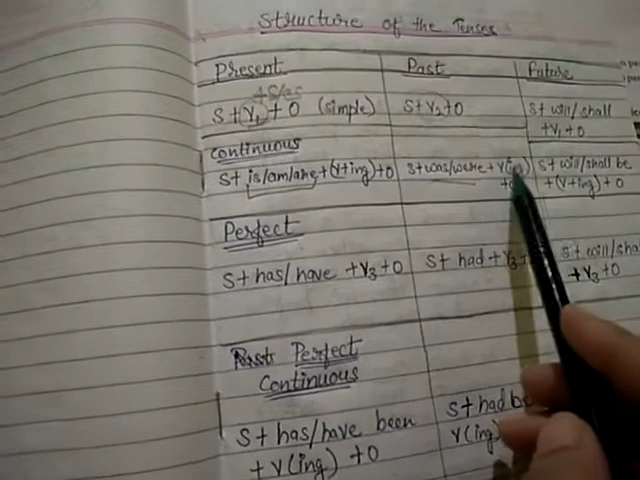 Structure of the Tenses
Present Past Future
+s/es
S+(V1)+O (simple) S+V2+O S+will/shall
+V1+O
Continuous
S+ is/am/are+(V+ing)+O S+was/were+V(ing) S+will/shall be
+O +(V+ing)+O
Perfect
S+has/have +V3+O S+ had+V3+ S+will/sha
+V3+O
Perfect
Continuous
S+has/have been S+had be
+V(ing) +O V(ing)